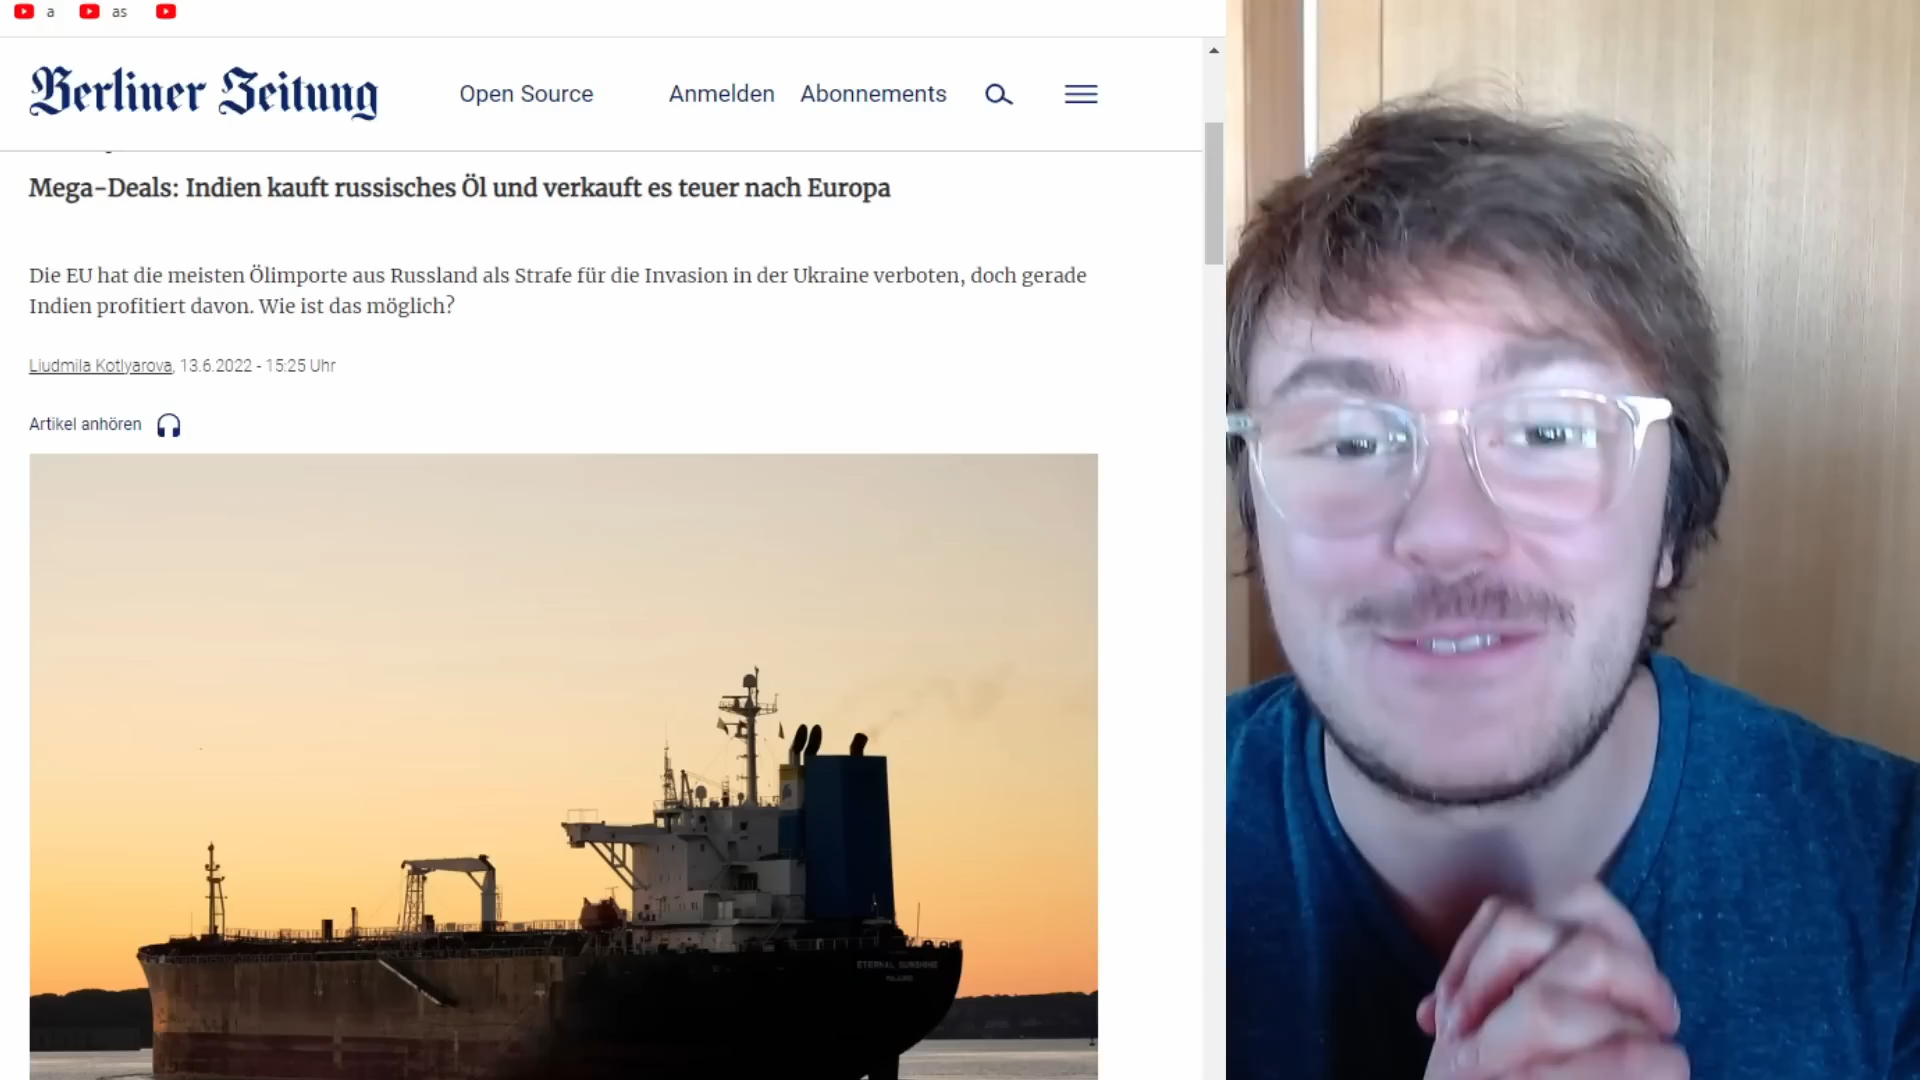 a as
Berliner Zeitung
Open Source Anmelden Abonnements
Mega-Deals: Indien kauft russisches Öl und verkauft es teuer nach Europa
Die EU hat die meisten Ölimporte aus Russland als Strafe für die Invasion in der Ukraine verboten, doch gerade
Indien profitiert davon. Wie ist das möglich?
Liudmila Kotlyarova, 13.6.2022 - 15:25 Uhr
Artikel anhören
ETERNAL SUNSHINE